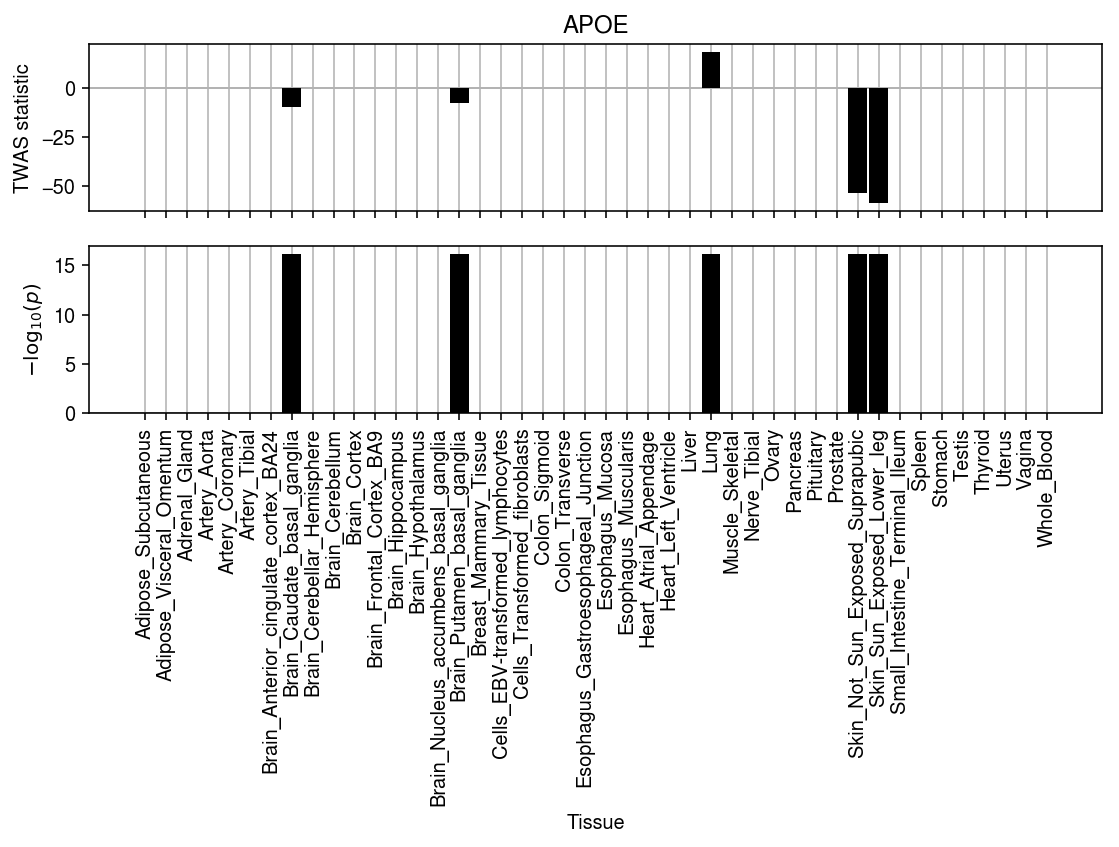 APOE
TWAS statistic
0
−25
−50
−log₁₀(p)
15
10
5
0
Adipose_Subcutaneous
Adipose_Visceral_Omentum
Adrenal_Gland
Artery_Aorta
Artery_Coronary
Artery_Tibial
Brain_Anterior_cingulate_cortex_BA24
Brain_Caudate_basal_ganglia
Brain_Cerebellar_Hemisphere
Brain_Cerebellum
Brain_Cortex
Brain_Frontal_Cortex_BA9
Brain_Hippocampus
Brain_Hypothalamus
Brain_Nucleus_accumbens_basal_ganglia
Brain_Putamen_basal_ganglia
Breast_Mammary_Tissue
Cells_EBV-transformed_lymphocytes
Cells_Transformed_fibroblasts
Colon_Sigmoid
Colon_Transverse
Esophagus_Gastroesophageal_Junction
Esophagus_Mucosa
Esophagus_Muscularis
Heart_Atrial_Appendage
Heart_Left_Ventricle
Liver
Lung
Muscle_Skeletal
Nerve_Tibial
Ovary
Pancreas
Pituitary
Prostate
Skin_Not_Sun_Exposed_Suprapubic
Skin_Sun_Exposed_Lower_leg
Small_Intestine_Terminal_Ileum
Spleen
Stomach
Testis
Thyroid
Uterus
Vagina
Whole_Blood
Tissue